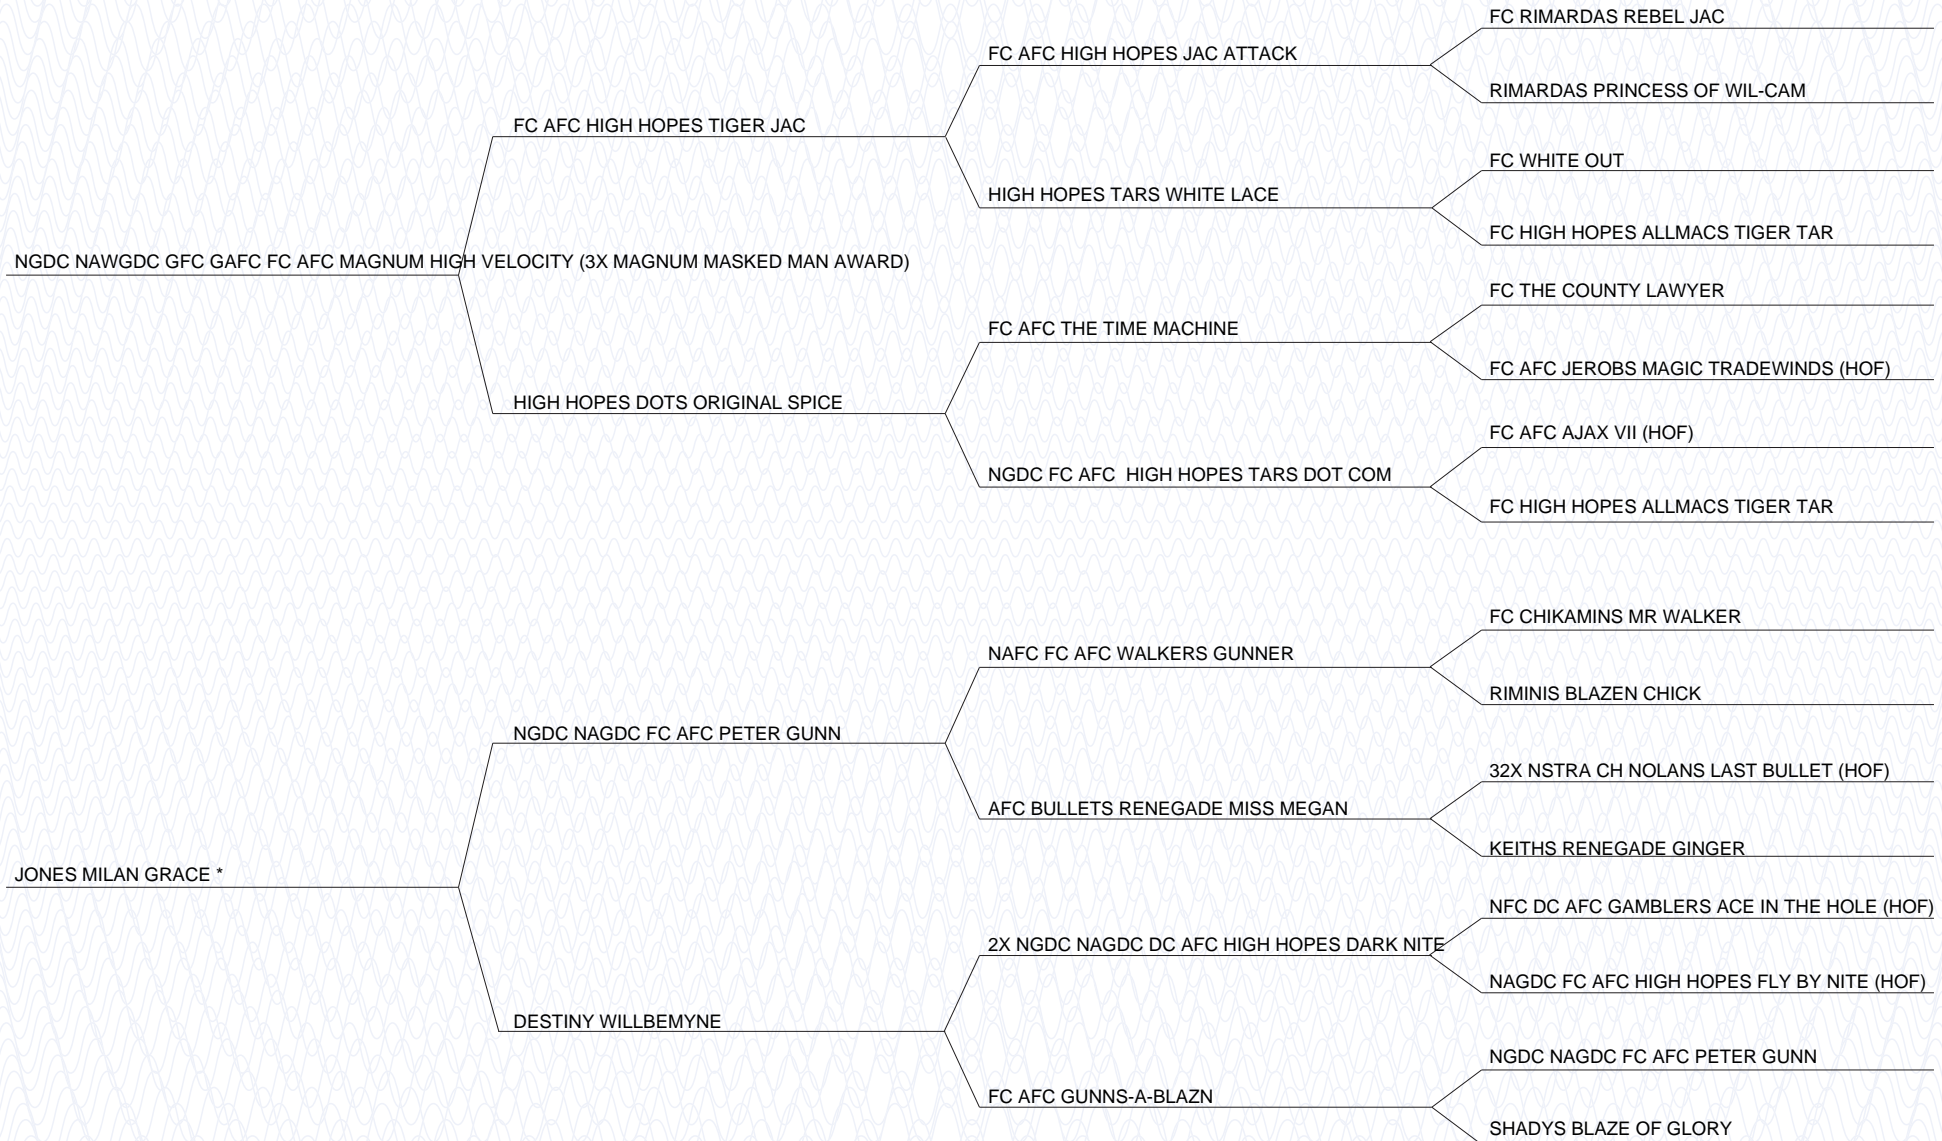 FC RIMARDAS REBEL JAC
FC AFC HIGH HOPES JAC ATTACK
RIMARDAS PRINCESS OF WIL-CAM
FC AFC HIGH HOPES TIGER JAC
FC WHITE OUT
HIGH HOPES TARS WHITE LACE
FC HIGH HOPES ALLMACS TIGER TAR
NGDC NAWGDC GFC GAFC FC AFC MAGNUM HIGH VELOCITY (3X MAGNUM MASKED MAN AWARD)
FC THE COUNTY LAWYER
FC AFC THE TIME MACHINE
FC AFC JEROBS MAGIC TRADEWINDS (HOF)
HIGH HOPES DOTS ORIGINAL SPICE
FC AFC AJAX VII (HOF)
NGDC FC AFC  HIGH HOPES TARS DOT COM
FC HIGH HOPES ALLMACS TIGER TAR
FC CHIKAMINS MR WALKER
NAFC FC AFC WALKERS GUNNER
RIMINIS BLAZEN CHICK
NGDC NAGDC FC AFC PETER GUNN
32X NSTRA CH NOLANS LAST BULLET (HOF)
AFC BULLETS RENEGADE MISS MEGAN
KEITHS RENEGADE GINGER
JONES MILAN GRACE *
NFC DC AFC GAMBLERS ACE IN THE HOLE (HOF)
2X NGDC NAGDC DC AFC HIGH HOPES DARK NITE
NAGDC FC AFC HIGH HOPES FLY BY NITE (HOF)
DESTINY WILLBEMYNE
NGDC NAGDC FC AFC PETER GUNN
FC AFC GUNNS-A-BLAZN
SHADYS BLAZE OF GLORY